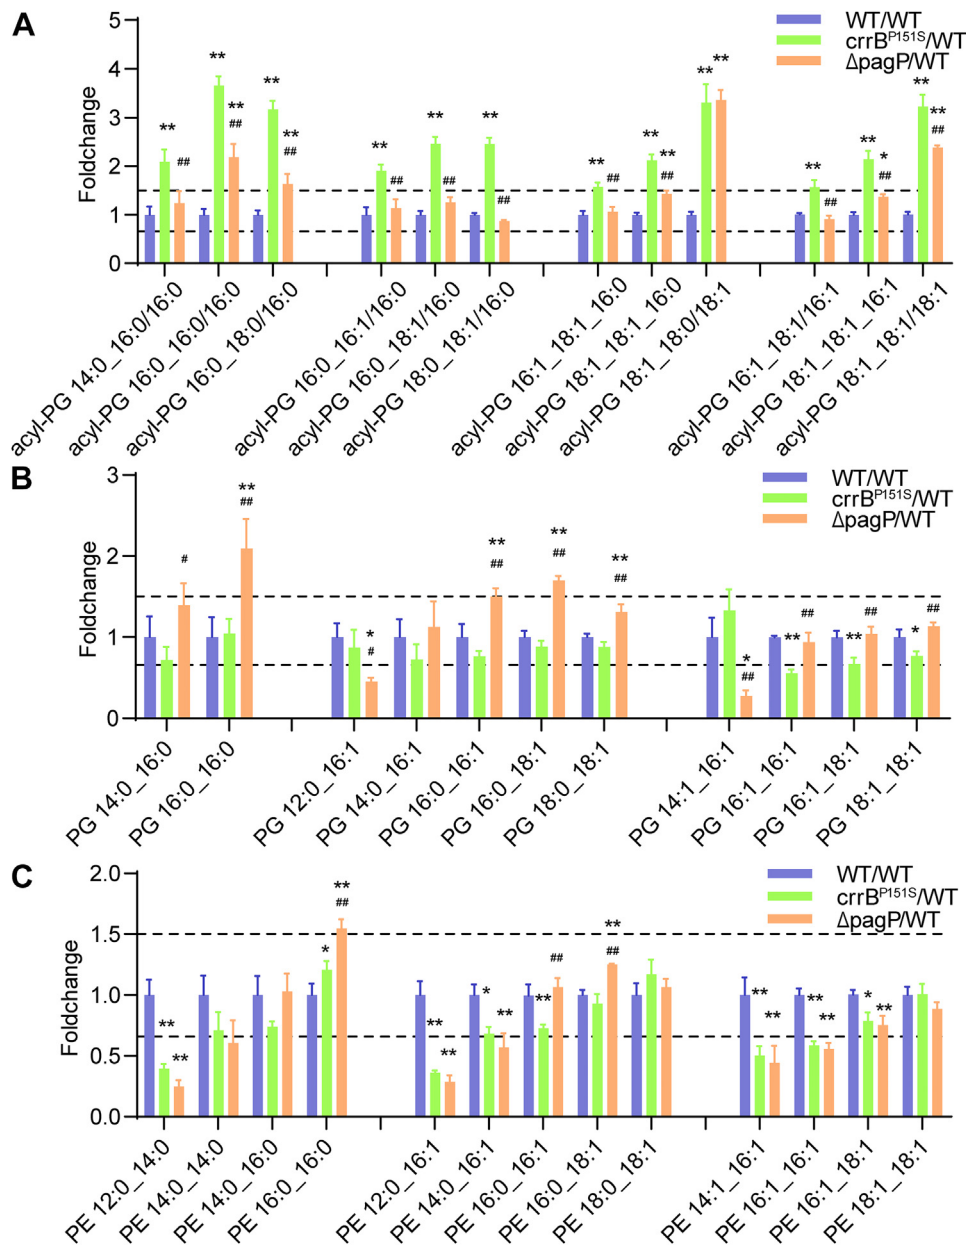 A
5
4
3
2
1
0
Foldchange
WT/WT
crrBP151S/WT
ΔpagP/WT
** ** ** ** ** ** ** ** ** ** ** ** ** ** ** ** ** * ** **
## ## ## ## ## ## ## ## ## ## ##
acyl-PG 14:0_16:0/16:0
acyl-PG 16:0_16:0/16:0
acyl-PG 16:0_18:0/16:0
acyl-PG 16:0_16:1/16:0
acyl-PG 16:0_18:1/16:0
acyl-PG 18:0_18:1/16:0
acyl-PG 16:1_18:1_16:0
acyl-PG 18:1_18:1_16:0
acyl-PG 18:1_18:0/18:1
acyl-PG 16:1_18:1/16:1
acyl-PG 18:1_18:1_16:1
acyl-PG 18:1_18:1/18:1
B
3
2
1
0
Foldchange
WT/WT
crrBP151S/WT
ΔpagP/WT
# ** ## * # ** ## ** ## ** ## * ## ** ## ** ## * ##
PG 14:0_16:0
PG 16:0_16:0
PG 12:0_16:1
PG 14:0_16:1
PG 16:0_16:1
PG 16:0_18:1
PG 18:0_18:1
PG 14:1_16:1
PG 16:1_16:1
PG 16:1_18:1
PG 18:1_18:1
C
2.0
1.5
1.0
0.5
0.0
Foldchange
WT/WT
crrBP151S/WT
ΔpagP/WT
** ** * ** ## ** ** * ** ** ## ** ## ** ** ** ** * **
PE 12:0_14:0
PE 14:0_14:0
PE 14:0_16:0
PE 16:0_16:0
PE 12:0_16:1
PE 14:0_16:1
PE 16:0_16:1
PE 16:0_18:1
PE 18:0_18:1
PE 14:1_16:1
PE 16:1_16:1
PE 16:1_18:1
PE 18:1_18:1